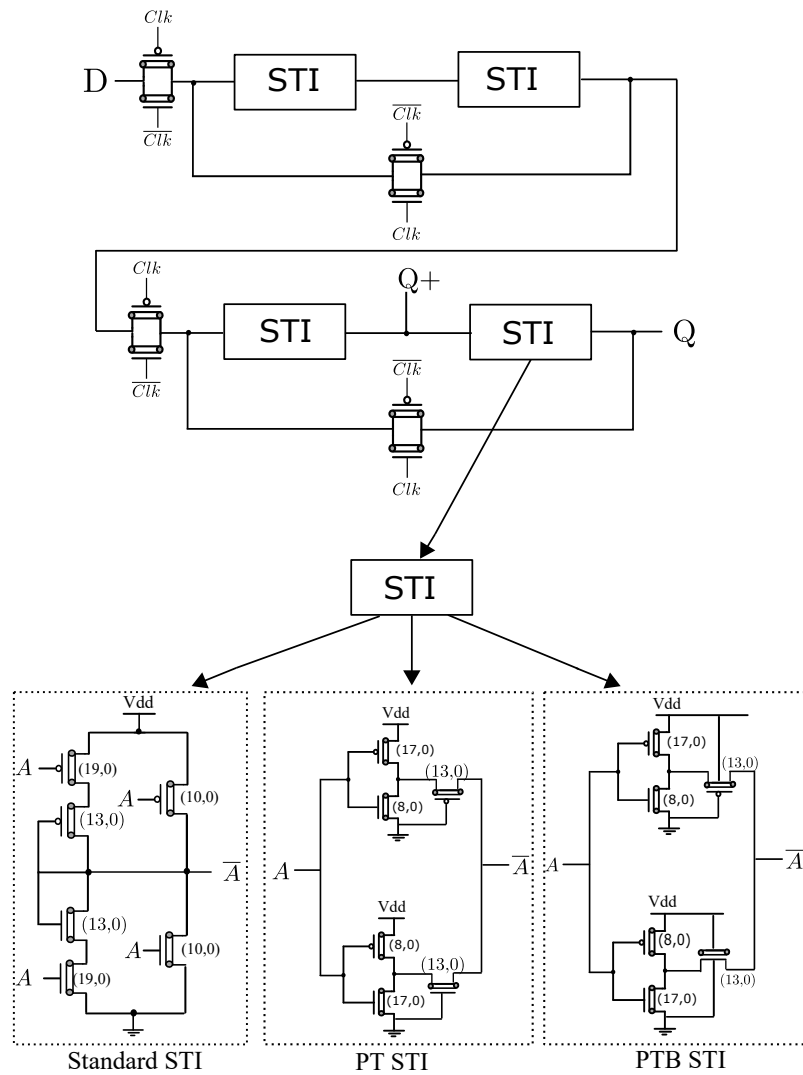 Clk
D
STI
STI
Clk
Clk
Clk
Clk
Q+
STI
STI
Q
Clk
Clk
Clk
STI
Vdd
A
(19,0)
A
(10,0)
(13,0)
A
(13,0)
A
(10,0)
A
(19,0)
Standard STI
Vdd
(17,0)
(13,0)
(8,0)
A
A
Vdd
(8,0)
(13,0)
(17,0)
PT STI
Vdd
(17,0)
(13,0)
(8,0)
A
A
Vdd
(8,0)
(13,0)
(17,0)
PTB STI